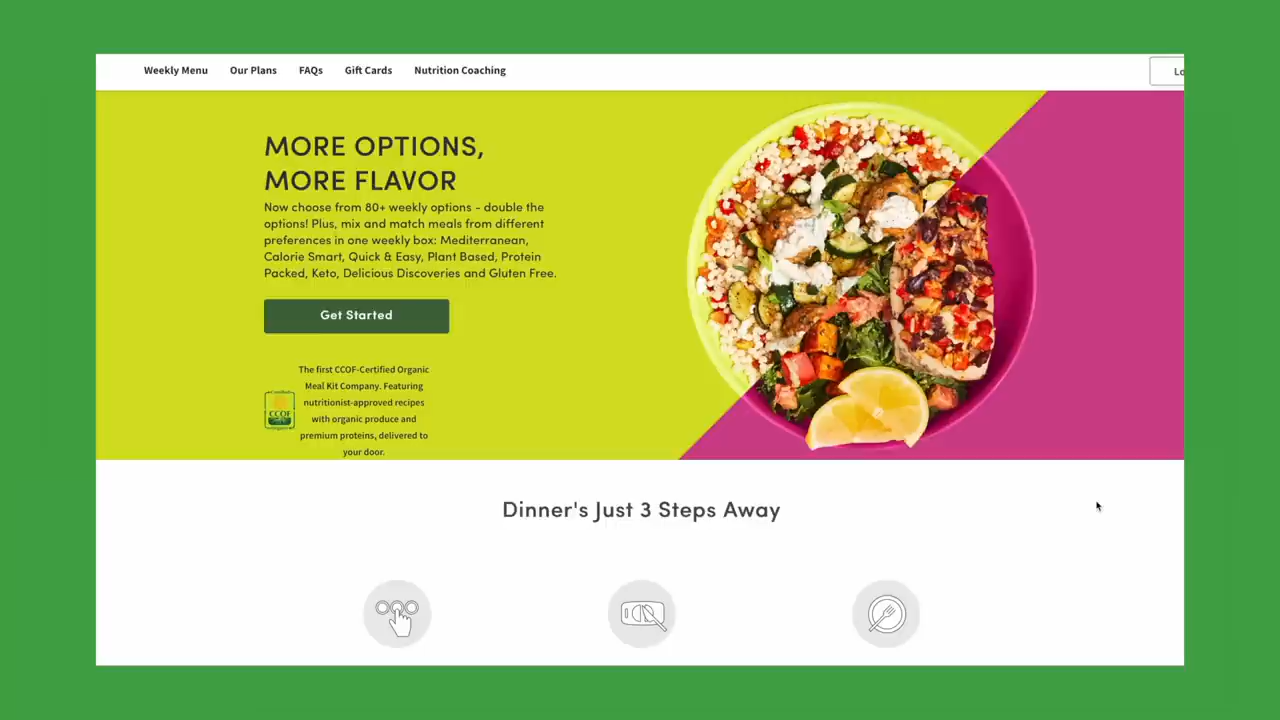 Weekly Menu
Our Plans
FAQs
Gift Cards
Nutrition Coaching
MORE OPTIONS,
MORE FLAVOR
Now choose from 80+ weekly options - double the
options! Plus, mix and match meals from different
preferences in one weekly box: Mediterranean,
Calorie Smart, Quick & Easy, Plant Based, Protein
Packed, Keto, Delicious Discoveries and Gluten Free.
Get Started
CCOF
The first CCOF-Certified Organic
Meal Kit Company. Featuring
nutritionist-approved recipes
with organic produce and
premium proteins, delivered to
your door.
Dinner's Just 3 Steps Away